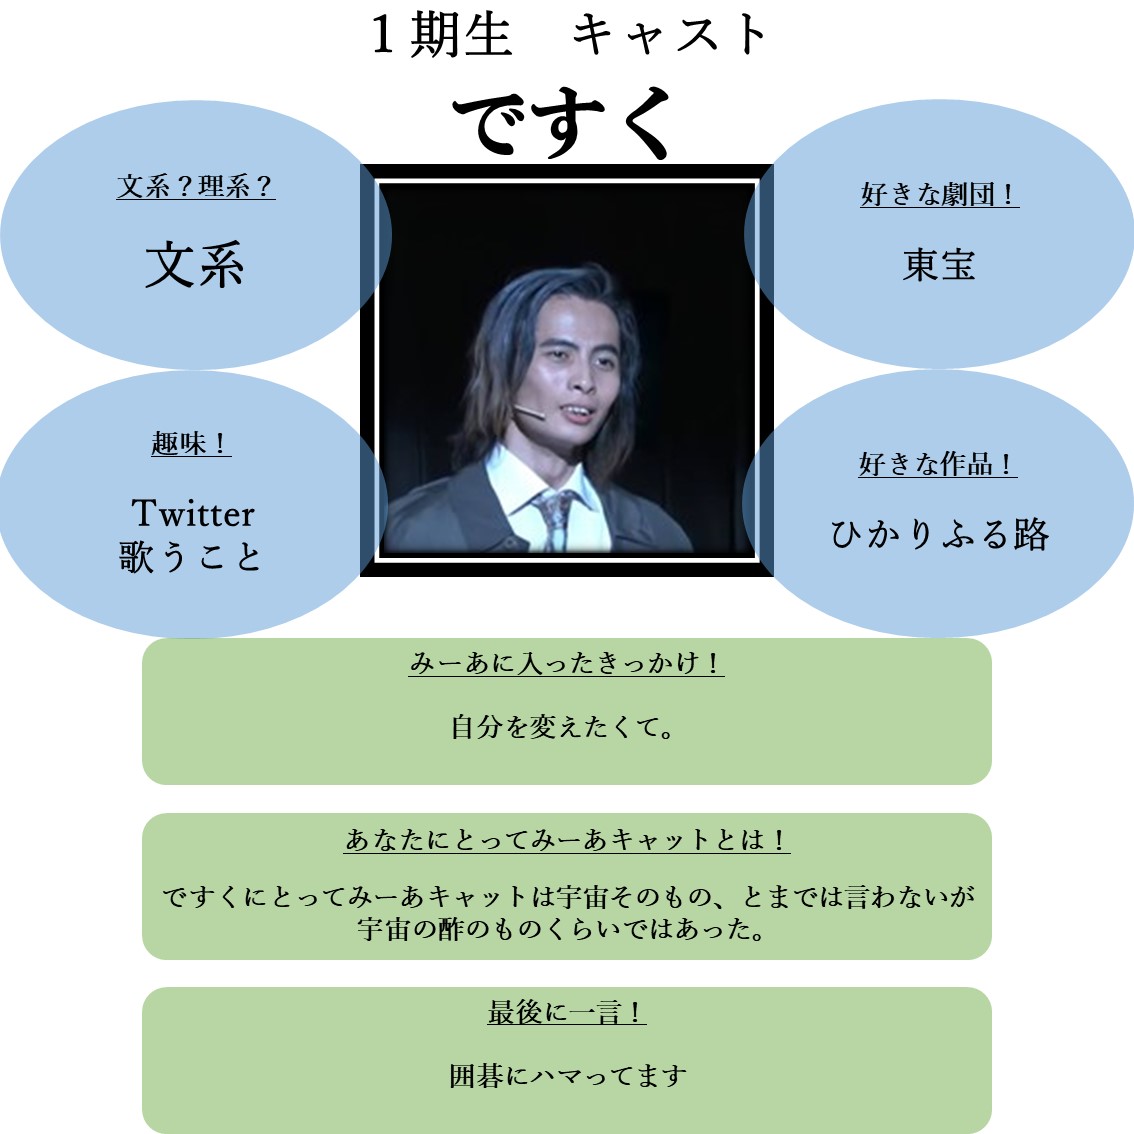 1期生　キャスト
ですく
文系？理系？
文系
好きな劇団！
東宝
趣味！
Twitter
歌うこと
好きな作品！
ひかりふる路
みーあに入ったきっかけ！
自分を変えたくて。
あなたにとってみーあキャットとは！
ですくにとってみーあキャットは宇宙そのもの、とまでは言わないが
宇宙の酢のものくらいではあった。
最後に一言！
囲碁にハマってます